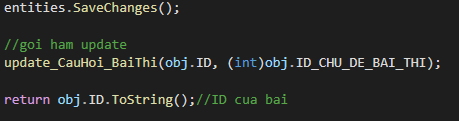 entities.SaveChanges();
//goi ham update
update_CauHoi_BaiThi(obj.ID, (int)obj.ID_CHU_DE_BAI_THI);
return obj.ID.ToString();//ID cua bai